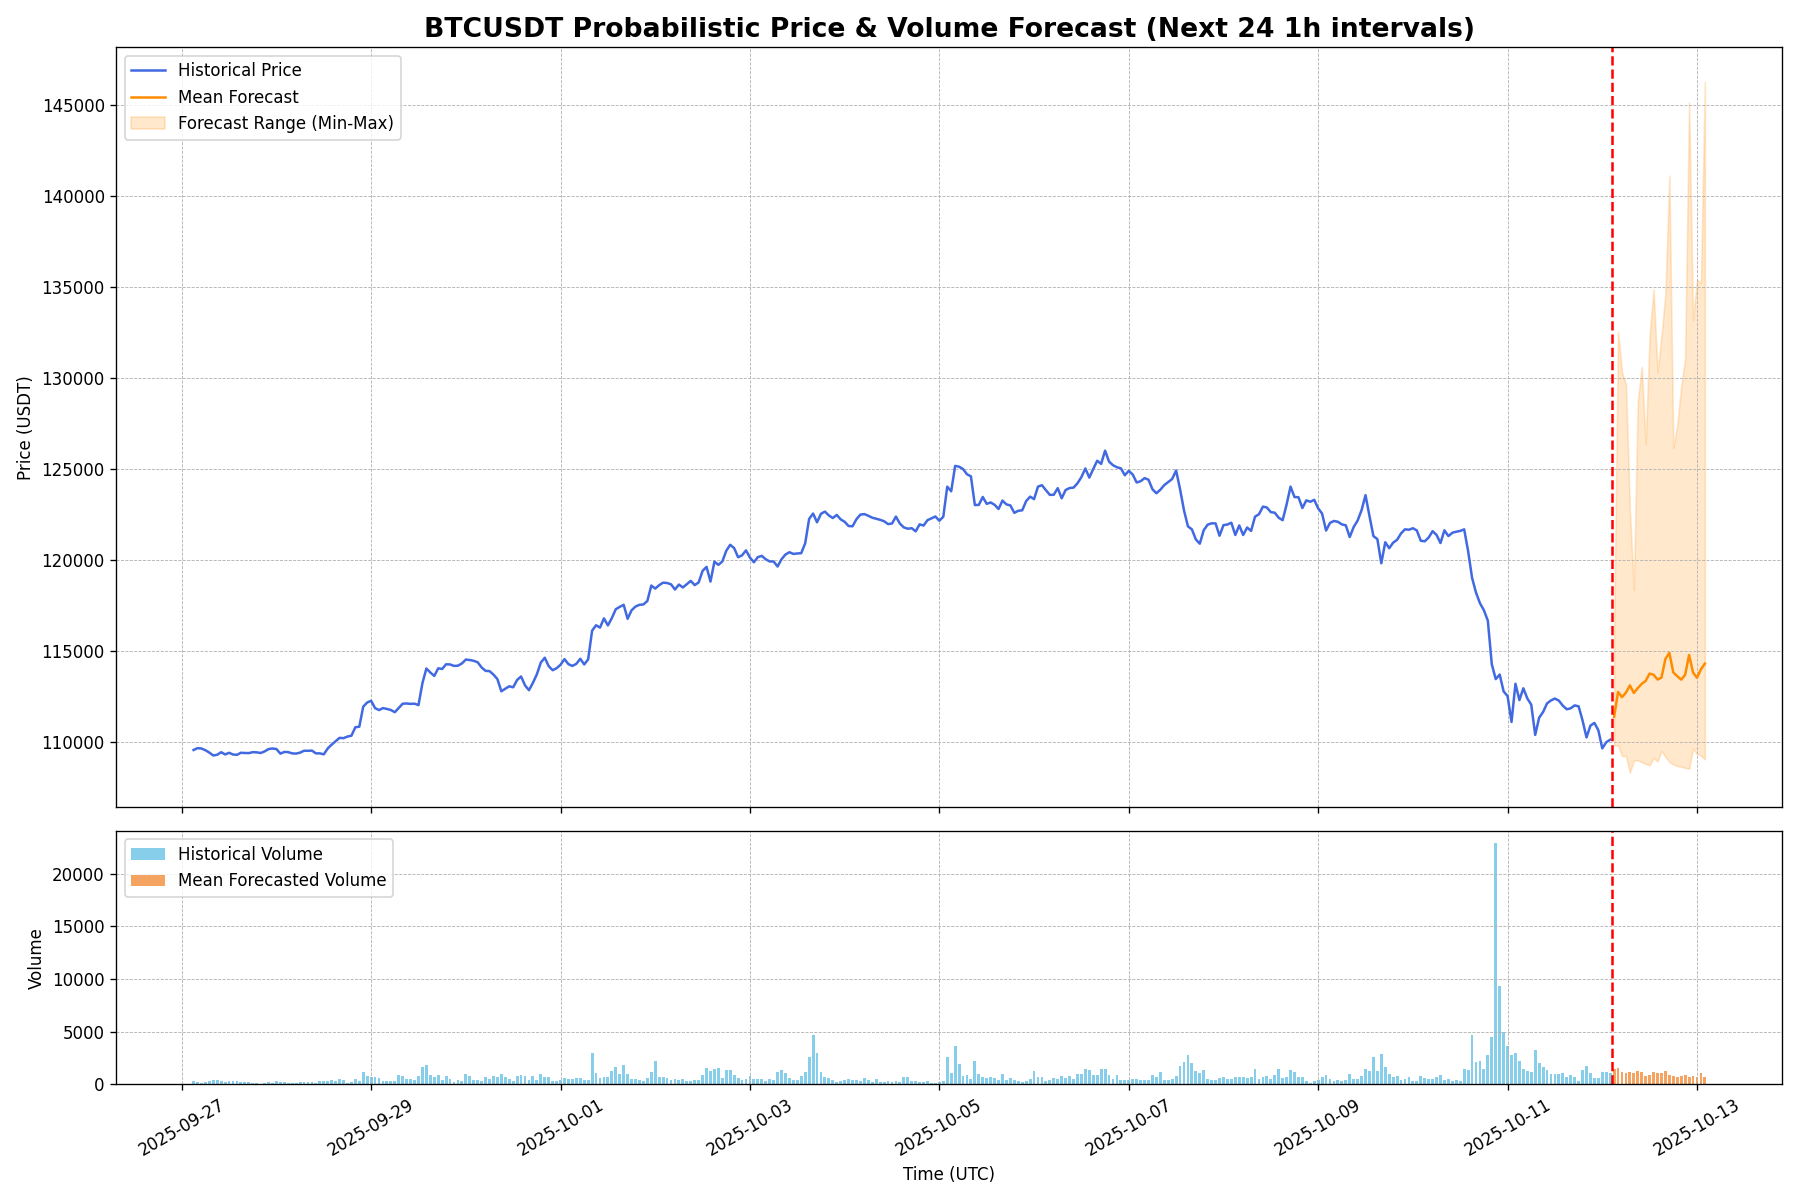 BTCUSDT Probabilistic Price & Volume Forecast (Next 24 1h intervals)
Historical Price
Mean Forecast
Forecast Range (Min-Max)
145000
140000
135000
130000
125000
120000
115000
110000
Price (USDT)
Historical Volume
Mean Forecasted Volume
20000
15000
10000
5000
0
Volume
2025-09-27
2025-09-29
2025-10-01
2025-10-03
2025-10-05
2025-10-07
2025-10-09
2025-10-11
2025-10-13
Time (UTC)